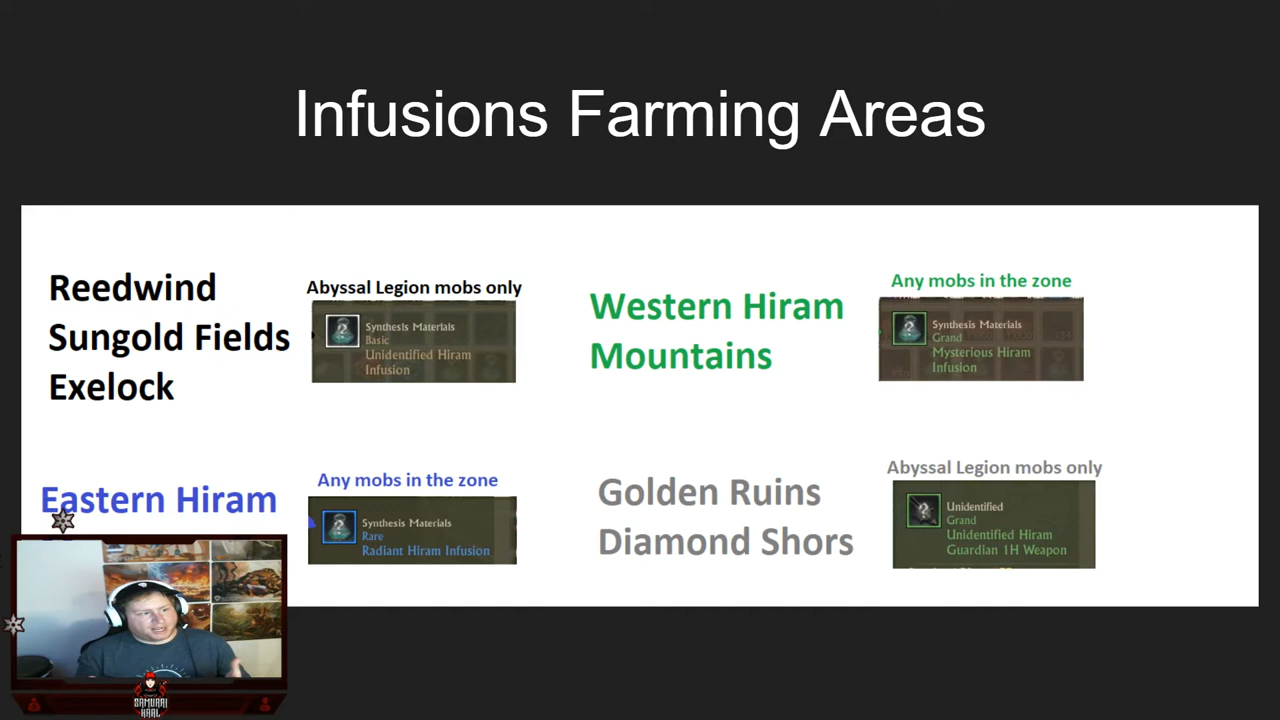 Infusions Farming Areas
Reedwind
Sungold Fields
Exelock
Abyssal Legion mobs only
Synthesis Materials
Basic
Unidentified Hiram
Infusion
Western Hiram
Mountains
Any mobs in the zone
Synthesis Materials
Grand
Mysterious Hiram
Infusion
Eastern Hiram
Any mobs in the zone
Synthesis Materials
Rare
Radiant Hiram Infusion
Golden Ruins
Diamond Shors
Abyssal Legion mobs only
Unidentified
Grand
Unidentified Hiram
Guardian 1H Weapon
SAMURAI